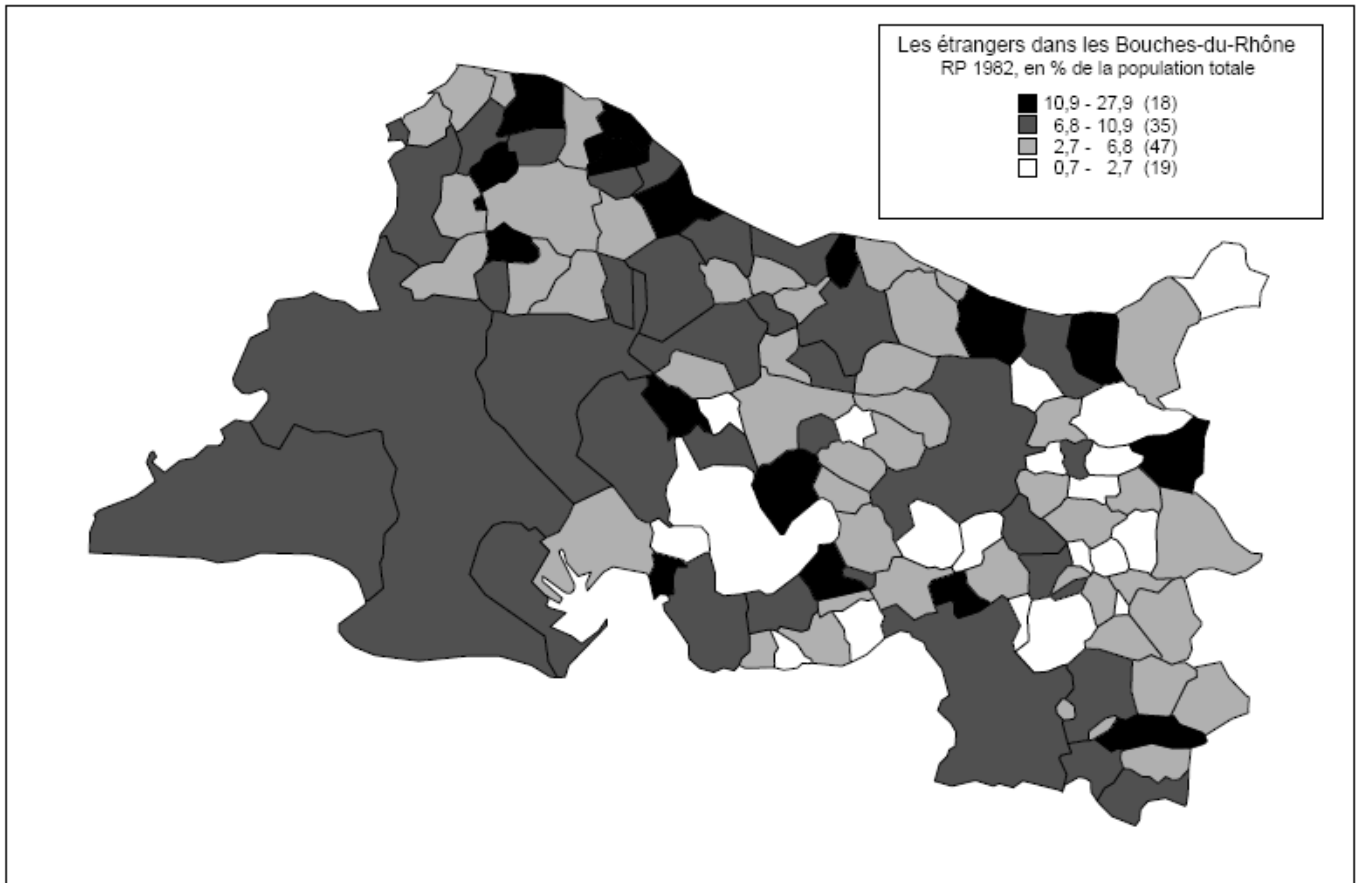 Les étrangers dans les Bouches-du-Rhône
RP 1982, en % de la population totale
10,9 - 27,9 (18)
6,8 - 10,9 (35)
2,7 - 6,8 (47)
0,7 - 2,7 (19)